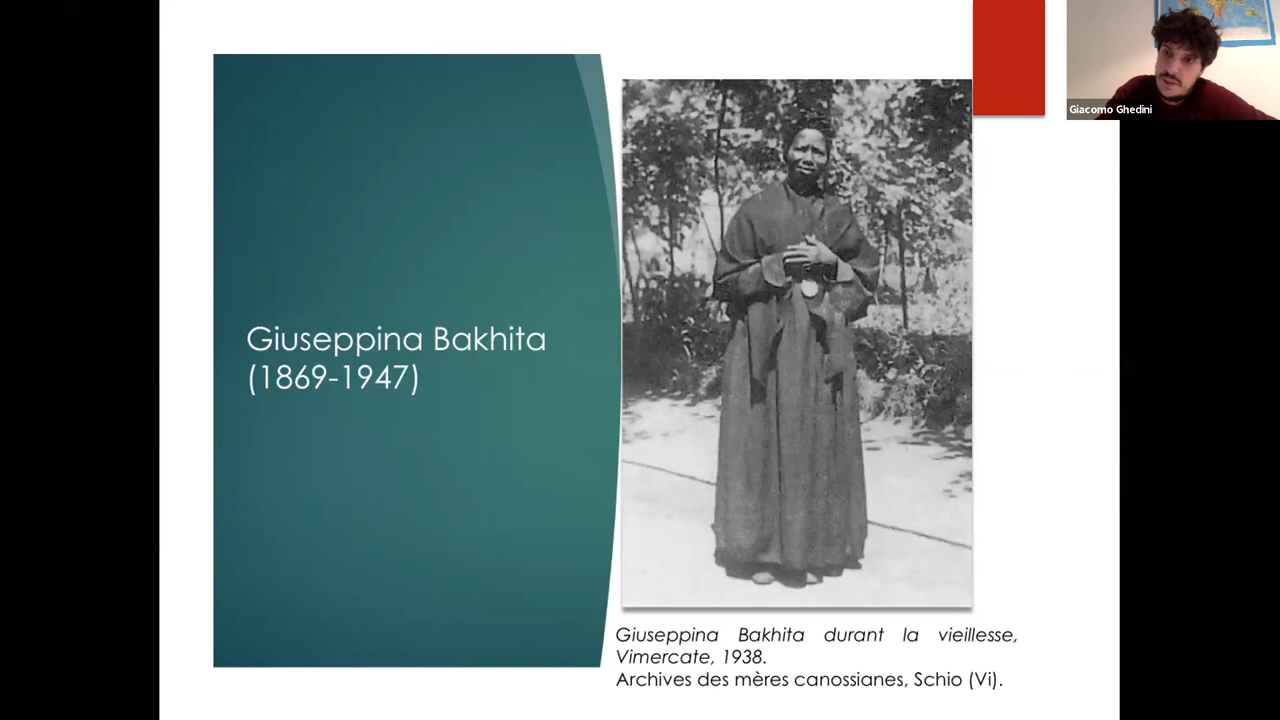 Giacomo Ghedini
Giuseppina Bakhita
(1869-1947)
Giuseppina Bakhita durant la vieillesse,
Vimercate, 1938.
Archives des mères canossianes, Schio (Vi).